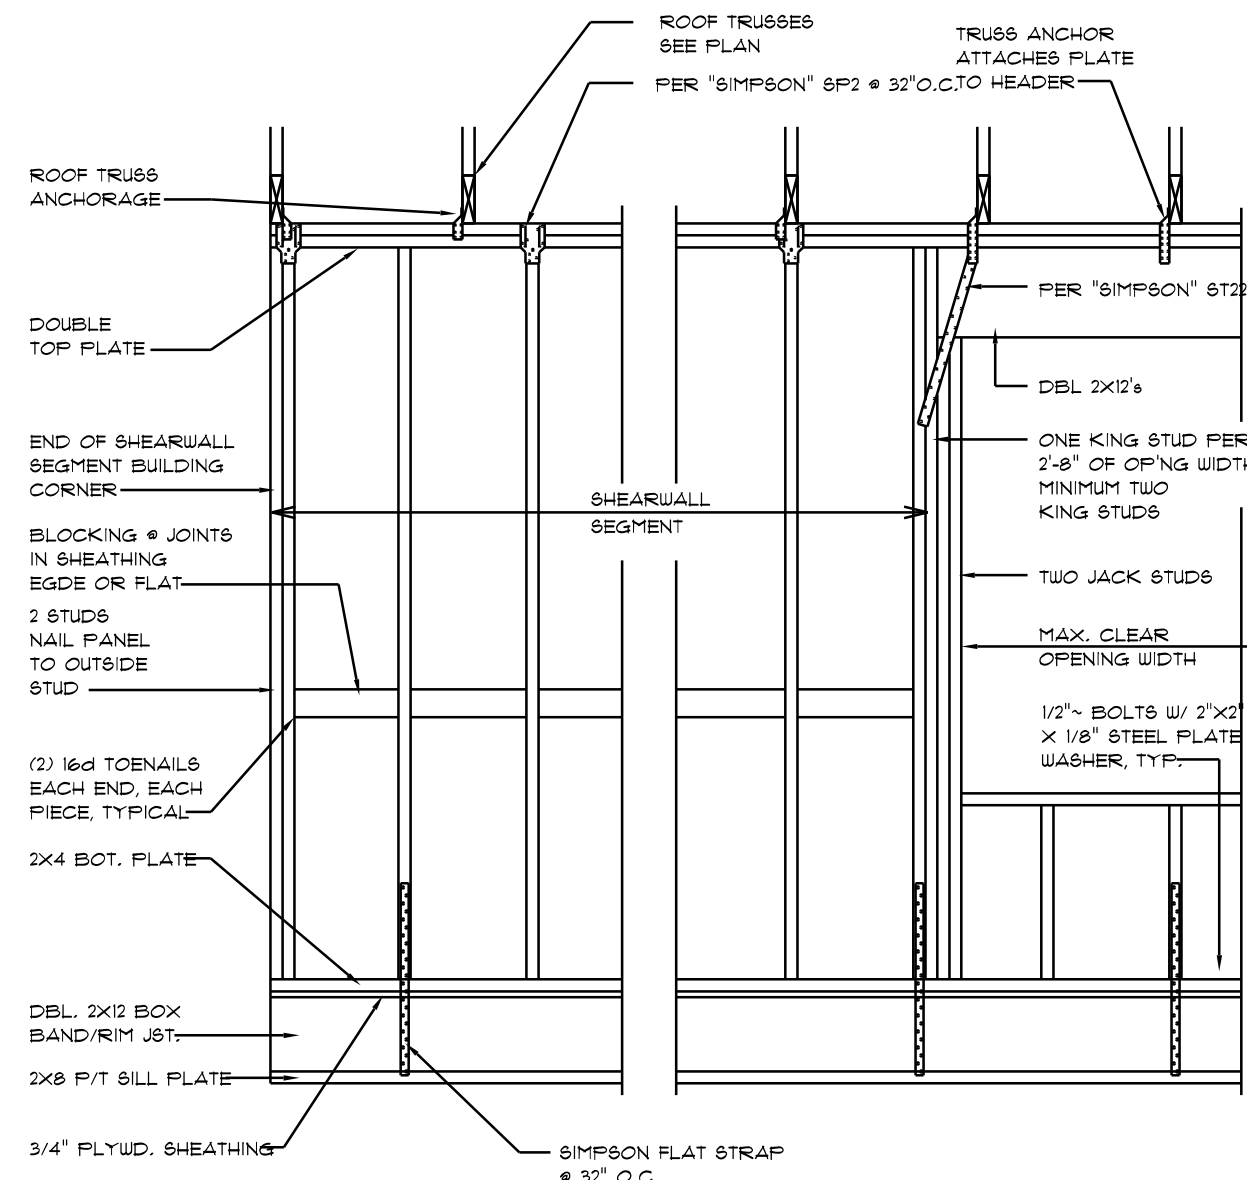 ROOF TRUSSES
SEE PLAN
TRUSS ANCHOR
ATTACHES PLATE
TO HEADER
PER "SIMPSON" SP2 @ 32"O.C.
ROOF TRUSS
ANCHORAGE
PER "SIMPSON" ST22
DOUBLE
TOP PLATE
DBL 2X12's
END OF SHEARWALL
SEGMENT BUILDING
CORNER
ONE KING STUD PER
2'-8" OF OP'NG WIDTH
MINIMUM TWO
KING STUDS
SHEARWALL
SEGMENT
BLOCKING @ JOINTS
IN SHEATHING
EGDE OR FLAT
TWO JACK STUDS
2 STUDS
NAIL PANEL
TO OUTSIDE
STUD
MAX. CLEAR
OPENING WIDTH
1/2"~ BOLTS W/ 2"X2"
X 1/8" STEEL PLATE
WASHER, TYP.
(2) 16d TOENAILS
EACH END, EACH
PIECE, TYPICAL
2X4 BOT. PLATE
DBL. 2X12 BOX
BAND/RIM JST.
2X8 P/T SILL PLATE
3/4" PLYWD. SHEATHING
SIMPSON FLAT STRAP
@ 32" O.C.